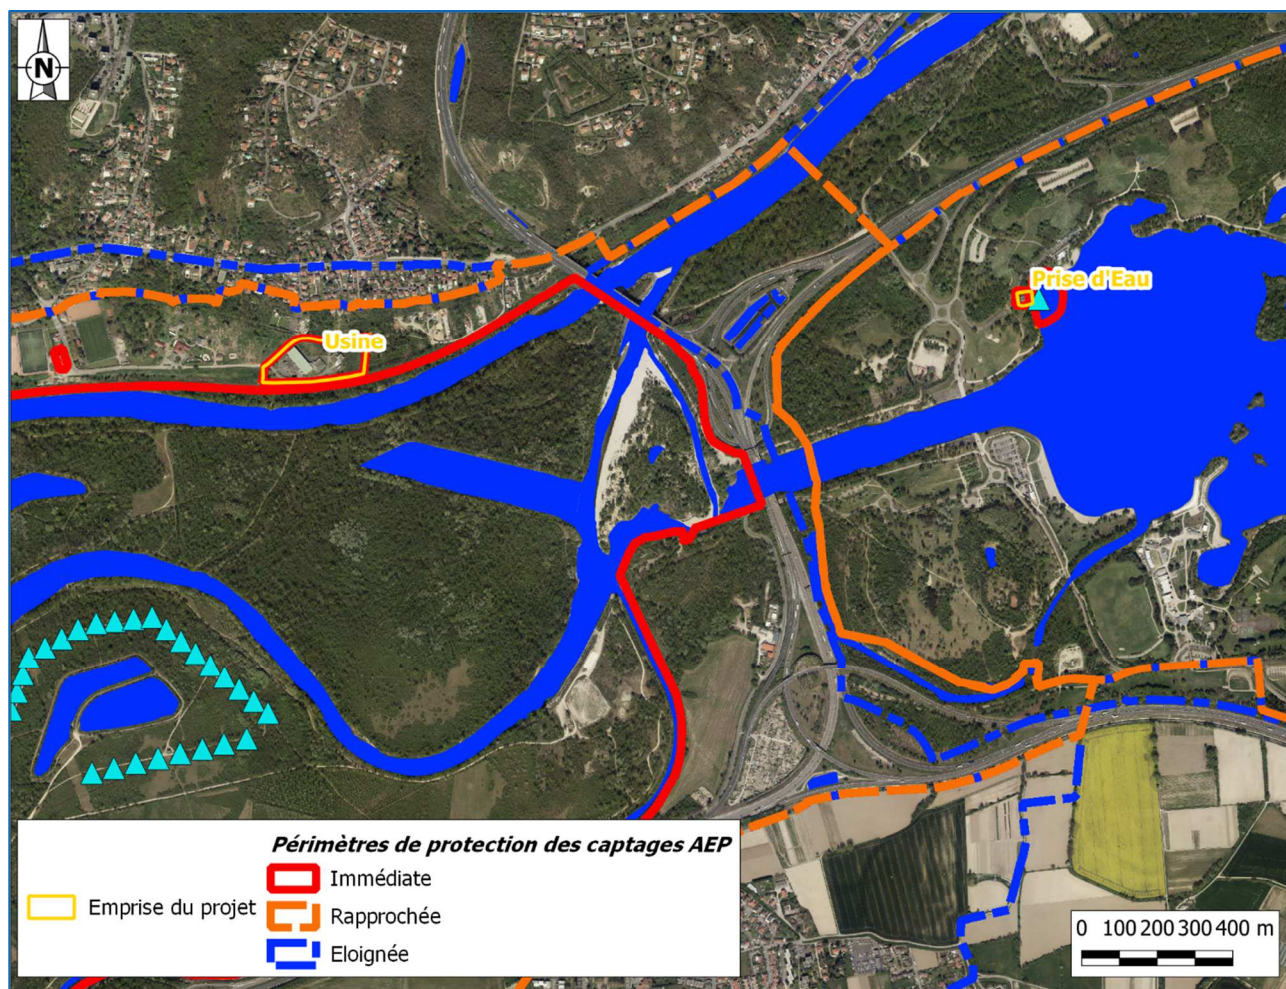 N
Prise d'Eau
Usine
Périmètres de protection des captages AEP
Immédiate
Emprise du projet
Rapprochée
Eloignée
0 100 200 300 400 m